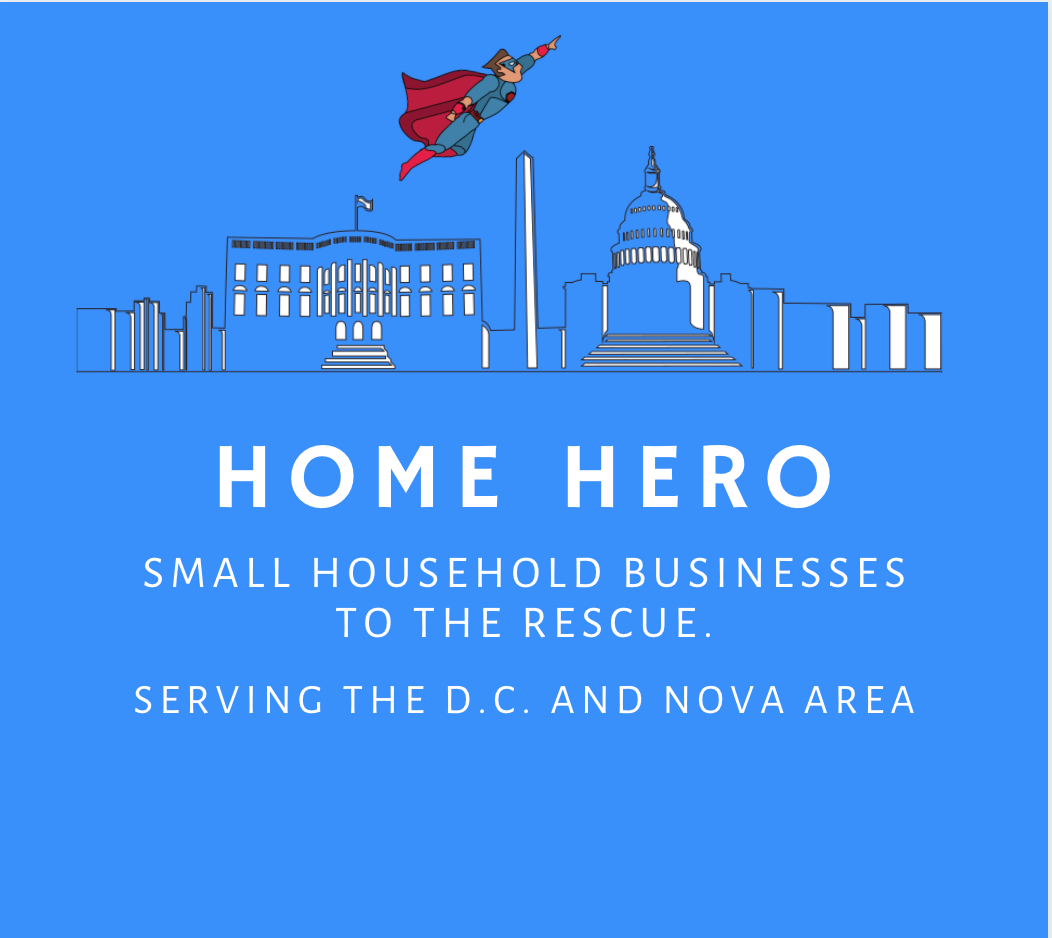 HOME HERO
SMALL HOUSEHOLD BUSINESSES
TO THE RESCUE.
SERVING THE D.C. AND NOVA AREA